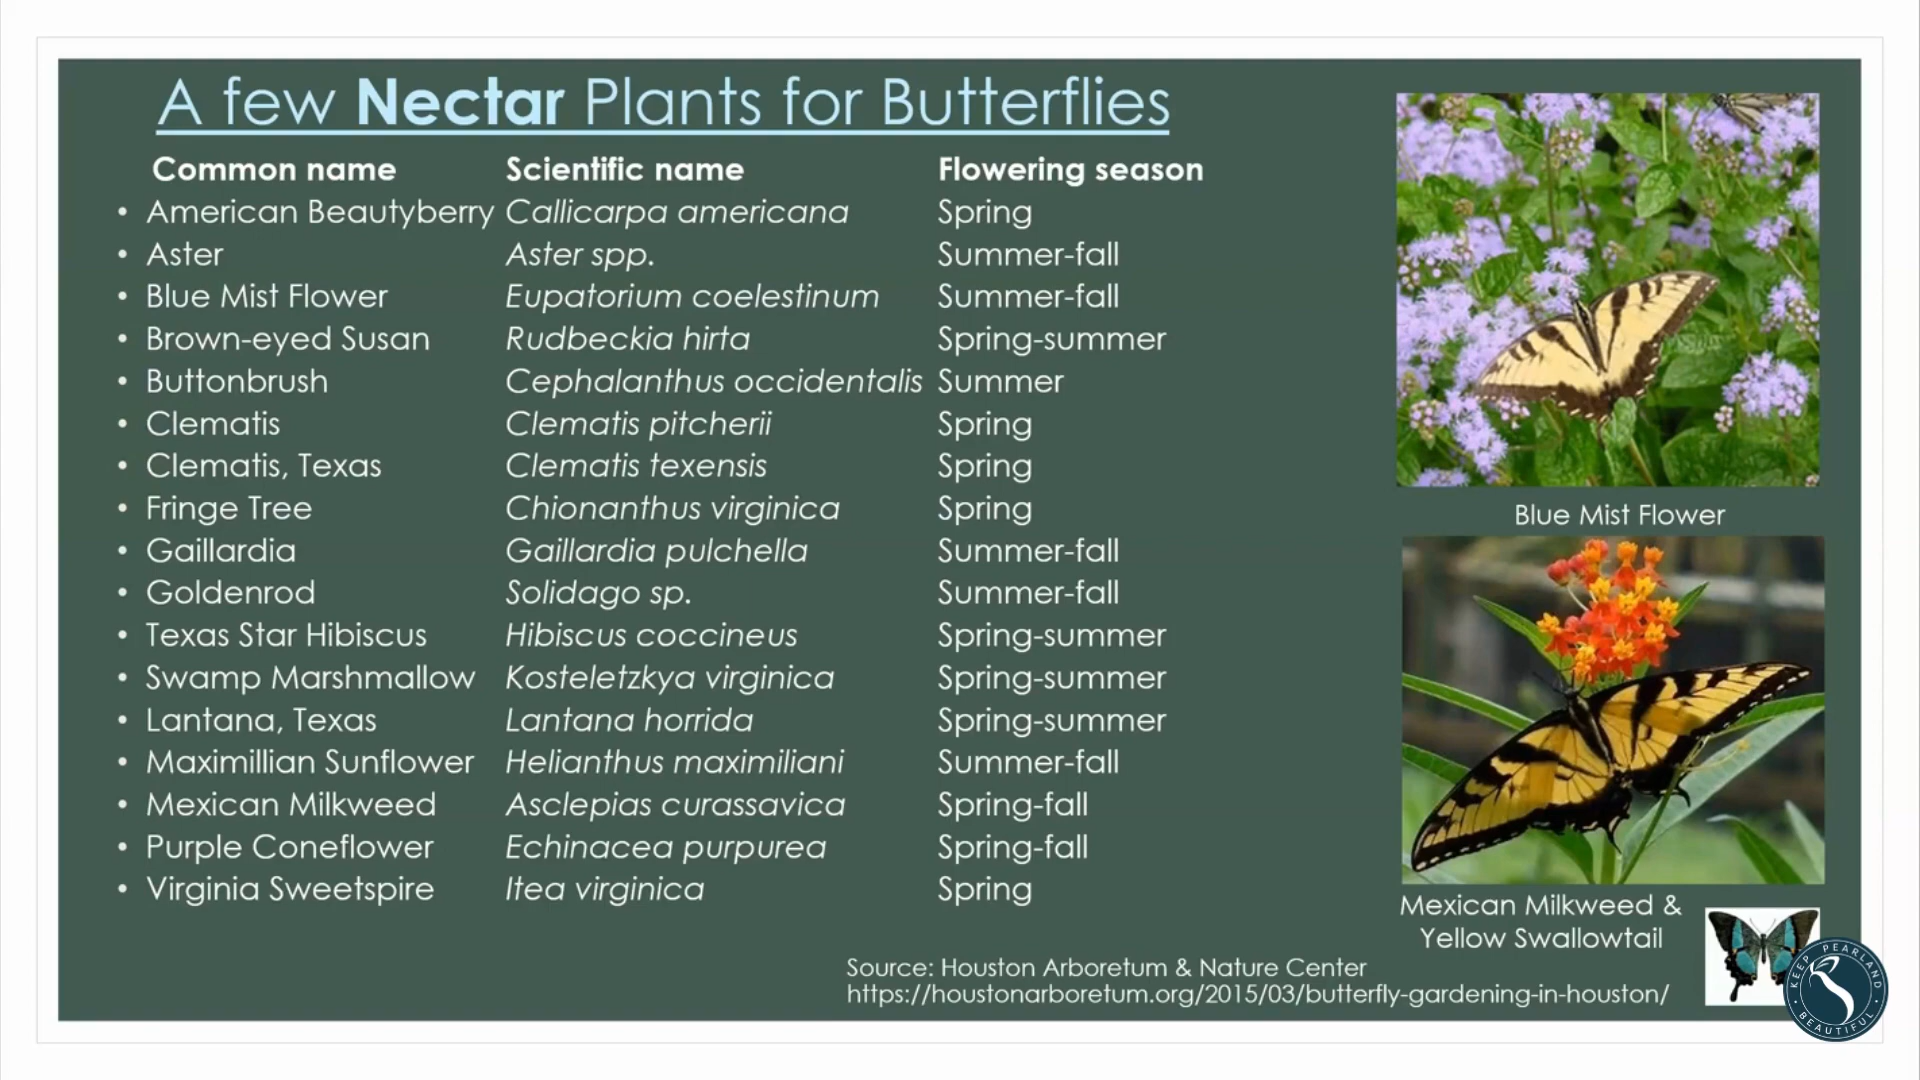 A few Nectar Plants for Butterflies
Common name Scientific name Flowering season
• American Beautyberry Callicarpa americana Spring
• Aster Aster spp. Summer-fall
• Blue Mist Flower Eupatorium coelestinum Summer-fall
• Brown-eyed Susan Rudbeckia hirta Spring-summer
• Buttonbrush Cephalanthus occidentalis Summer
• Clematis Clematis pitcherii Spring
• Clematis, Texas Clematis texensis Spring
• Fringe Tree Chionanthus virginica Spring
• Gaillardia Gaillardia pulchella Summer-fall
• Goldenrod Solidago sp. Summer-fall
• Texas Star Hibiscus Hibiscus coccineus Spring-summer
• Swamp Marshmallow Kosteletzkya virginica Spring-summer
• Lantana, Texas Lantana horrida Spring-summer
• Maximillian Sunflower Helianthus maximiliani Summer-fall
• Mexican Milkweed Asclepias curassavica Spring-fall
• Purple Coneflower Echinacea purpurea Spring-fall
• Virginia Sweetspire Itea virginica Spring
Blue Mist Flower
Mexican Milkweed &
Yellow Swallowtail
Source: Houston Arboretum & Nature Center
https://houstonarboretum.org/2015/03/butterfly-gardening-in-houston/
KEEP PEARLAND
BEAUTIFUL